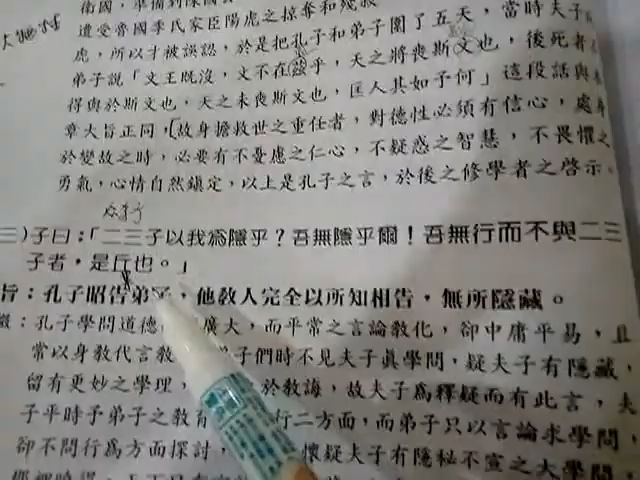 衛國,準備到陳國
遭受魯國季氏家臣陽虎之掠奪和殘殺
虎,所以才被誤認,於是把孔子和弟子圍了五天,當時夫子
弟子說「文王既沒,文不在茲乎,天之將喪斯文也,後死者
得與於斯文也,天之未喪斯文也,匡人其如予何」這段話與
章大旨正同,故身擔救世之重任者,對德性必須有信心,處
於變故之時,必要有不憂慮之仁心,不疑惑之智慧,不畏懼之
勇氣,心情自然鎮定,以上是孔子之言,於後之修學者之啓示。
三)子曰:「二三子以我為隱乎?吾無隱乎爾!吾無行而不與二三
子者,是丘也。」
旨:孔子昭告弟子,他教人完全以所知相告,無所隱藏。
孔子學問道德 廣大,而平常之言論教化,卻中庸平易,且
常以身教代言教 弟子們時不見夫子眞學問,疑夫子有隱藏,
留有更妙之學理, 於教誨,故夫子為釋疑而有此言,夫
子平時予弟子之教育 行二方面,而弟子只以言論求學問,
卻不問行為方面探討, 懷疑夫子有隱秘不宣之大學問,